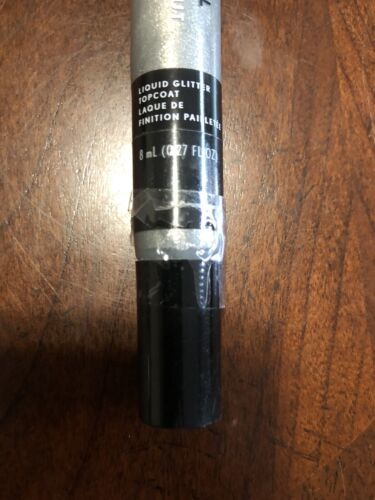 LIQUID GLITTER
TOPCOAT
LAQUE DE
FINITION PAILLETÉE
8 mL (0.27 FL OZ)